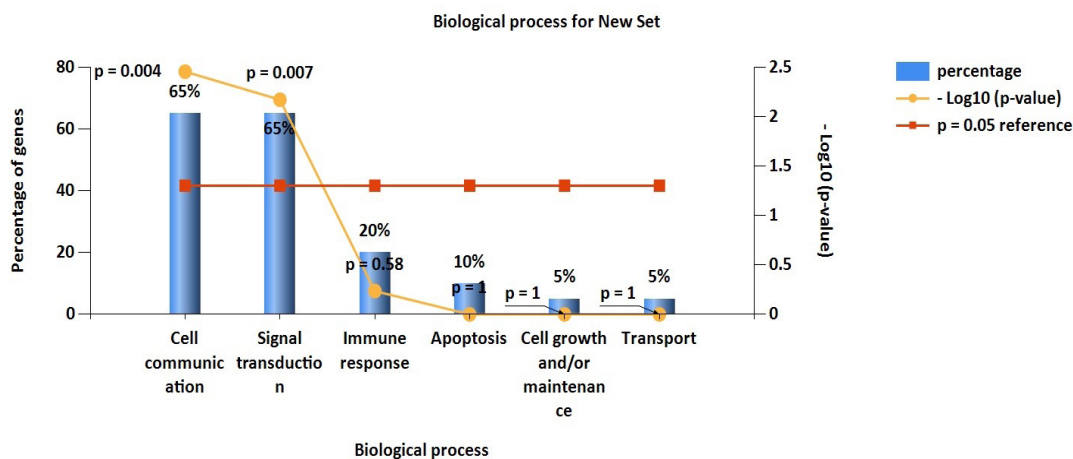 Biological process for New Set
80
60
40
20
0
Percentage of genes
p = 0.004
65%
p = 0.007
65%
20%
p = 0.58
10%
p = 1
p = 1
5%
p = 1
5%
2.5
2
1.5
1
0.5
0
- Log10 (p-value)
Cell
communic
ation
Signal
transductio
n
Immune
response
Apoptosis
Cell growth
and/or
maintena
nce
Transport
Biological process
percentage
- Log10 (p-value)
p = 0.05 reference